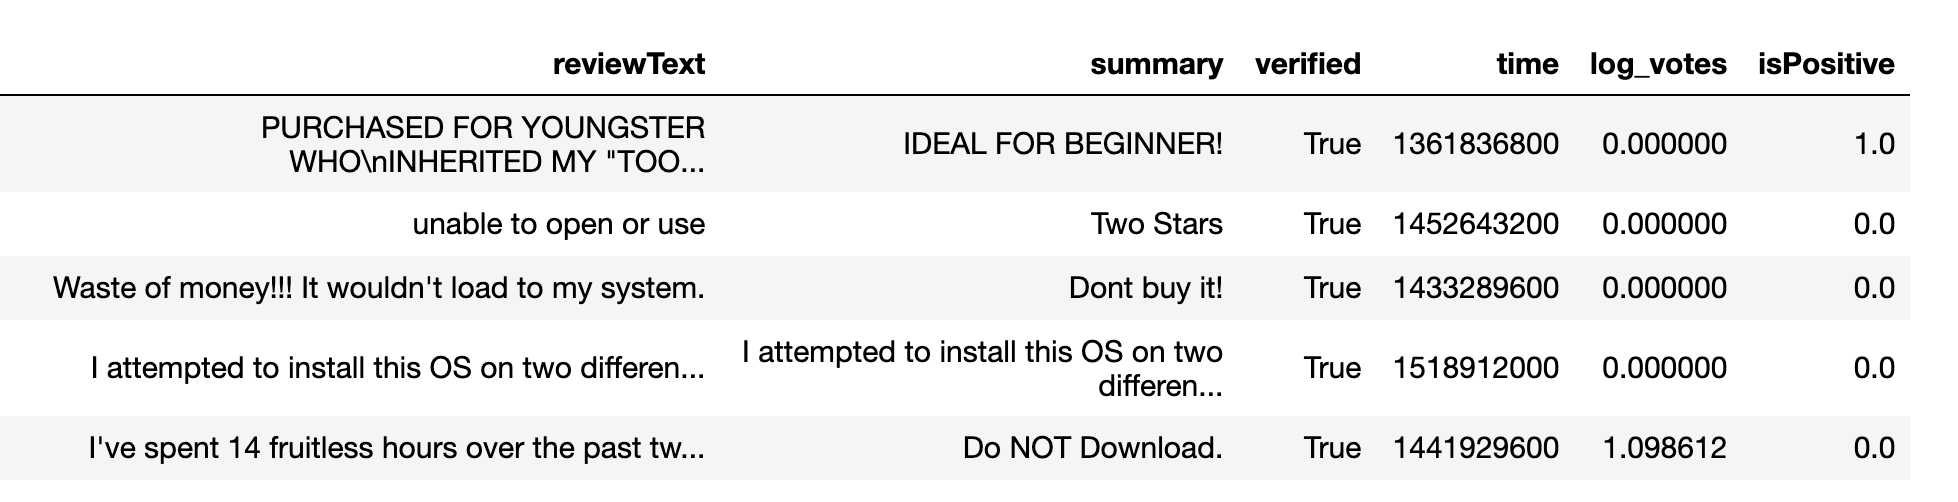 reviewText summary verified time log_votes isPositive
PURCHASED FOR YOUNGSTER
WHO\nINHERITED MY "TOO... IDEAL FOR BEGINNER! True 1361836800 0.000000 1.0
unable to open or use Two Stars True 1452643200 0.000000 0.0
Waste of money!!! It wouldn't load to my system. Dont buy it! True 1433289600 0.000000 0.0
I attempted to install this OS on two differen... I attempted to install this OS on two
differen... True 1518912000 0.000000 0.0
I've spent 14 fruitless hours over the past tw... Do NOT Download. True 1441929600 1.098612 0.0